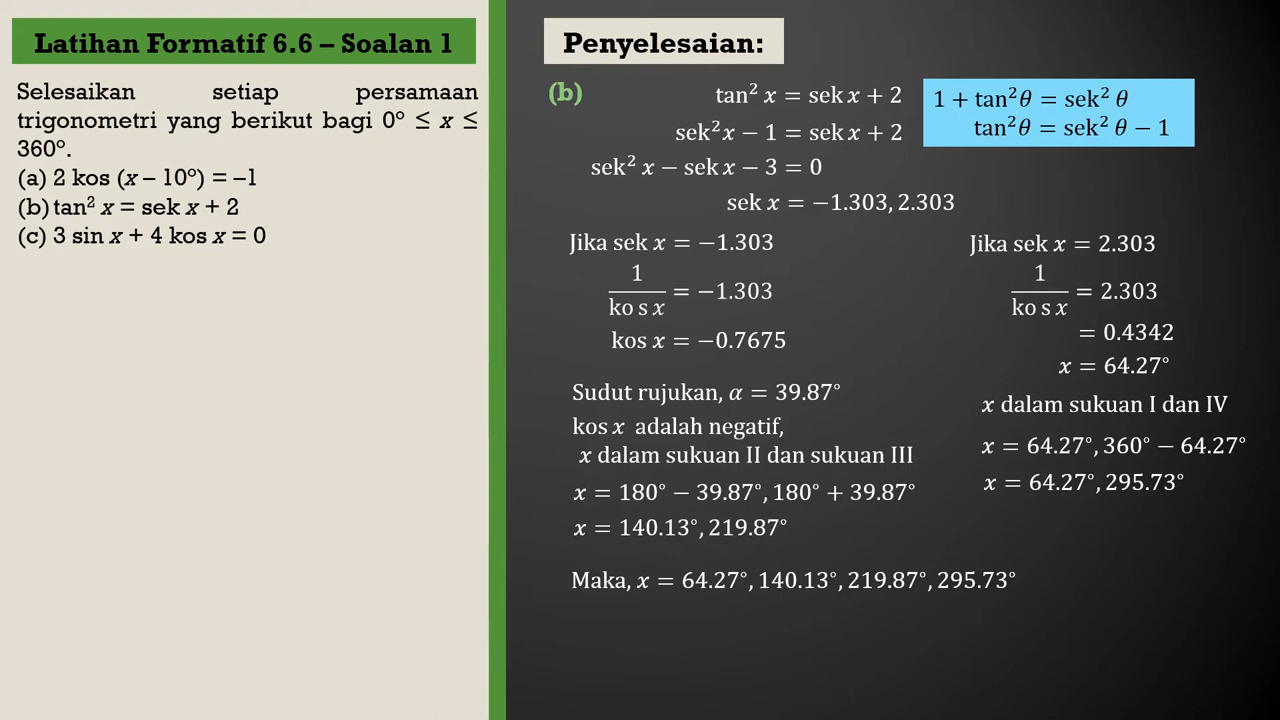 Latihan Formatif 6.6 – Soalan 1
Selesaikan setiap persamaan
trigonometri yang berikut bagi 0° ≤ x ≤
360°.
(a) 2 kos (x – 10°) = –1
(b) tan² x = sek x + 2
(c) 3 sin x + 4 kos x = 0
Penyelesaian:
(b)
tan² x = sek x + 2
sek²x − 1 = sek x + 2
sek² x − sek x − 3 = 0
sek x = −1.303, 2.303
1 + tan²θ = sek² θ
tan²θ = sek² θ − 1
Jika sek x = −1.303
1
―― = −1.303
ko s x
kos x = −0.7675
Sudut rujukan, α = 39.87°
kos x adalah negatif,
x dalam sukuan II dan sukuan III
x = 180° − 39.87°, 180° + 39.87°
x = 140.13°, 219.87°
Jika sek x = 2.303
1
―― = 2.303
ko s x
= 0.4342
x = 64.27°
x dalam sukuan I dan IV
x = 64.27°, 360° − 64.27°
x = 64.27°, 295.73°
Maka, x = 64.27°, 140.13°, 219.87°, 295.73°